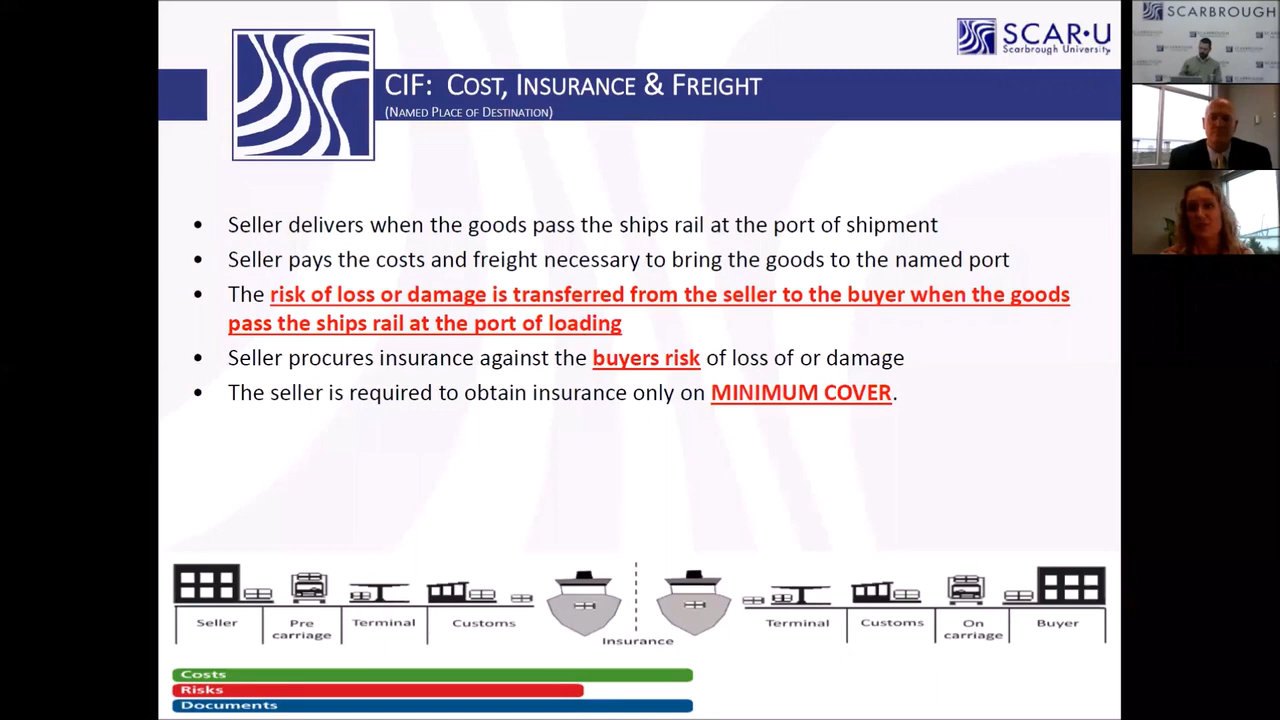 SCAR•U
Scarbrough University
CIF: COST, INSURANCE & FREIGHT
(NAMED PLACE OF DESTINATION)
• Seller delivers when the goods pass the ships rail at the port of shipment
• Seller pays the costs and freight necessary to bring the goods to the named port
• The risk of loss or damage is transferred from the seller to the buyer when the goods
pass the ships rail at the port of loading
• Seller procures insurance against the buyers risk of loss of or damage
• The seller is required to obtain insurance only on MINIMUM COVER.
Seller
Pre
carriage
Terminal
Customs
Insurance
Terminal
Customs
On
carriage
Buyer
Costs
Risks
Documents
SCARBROUGH